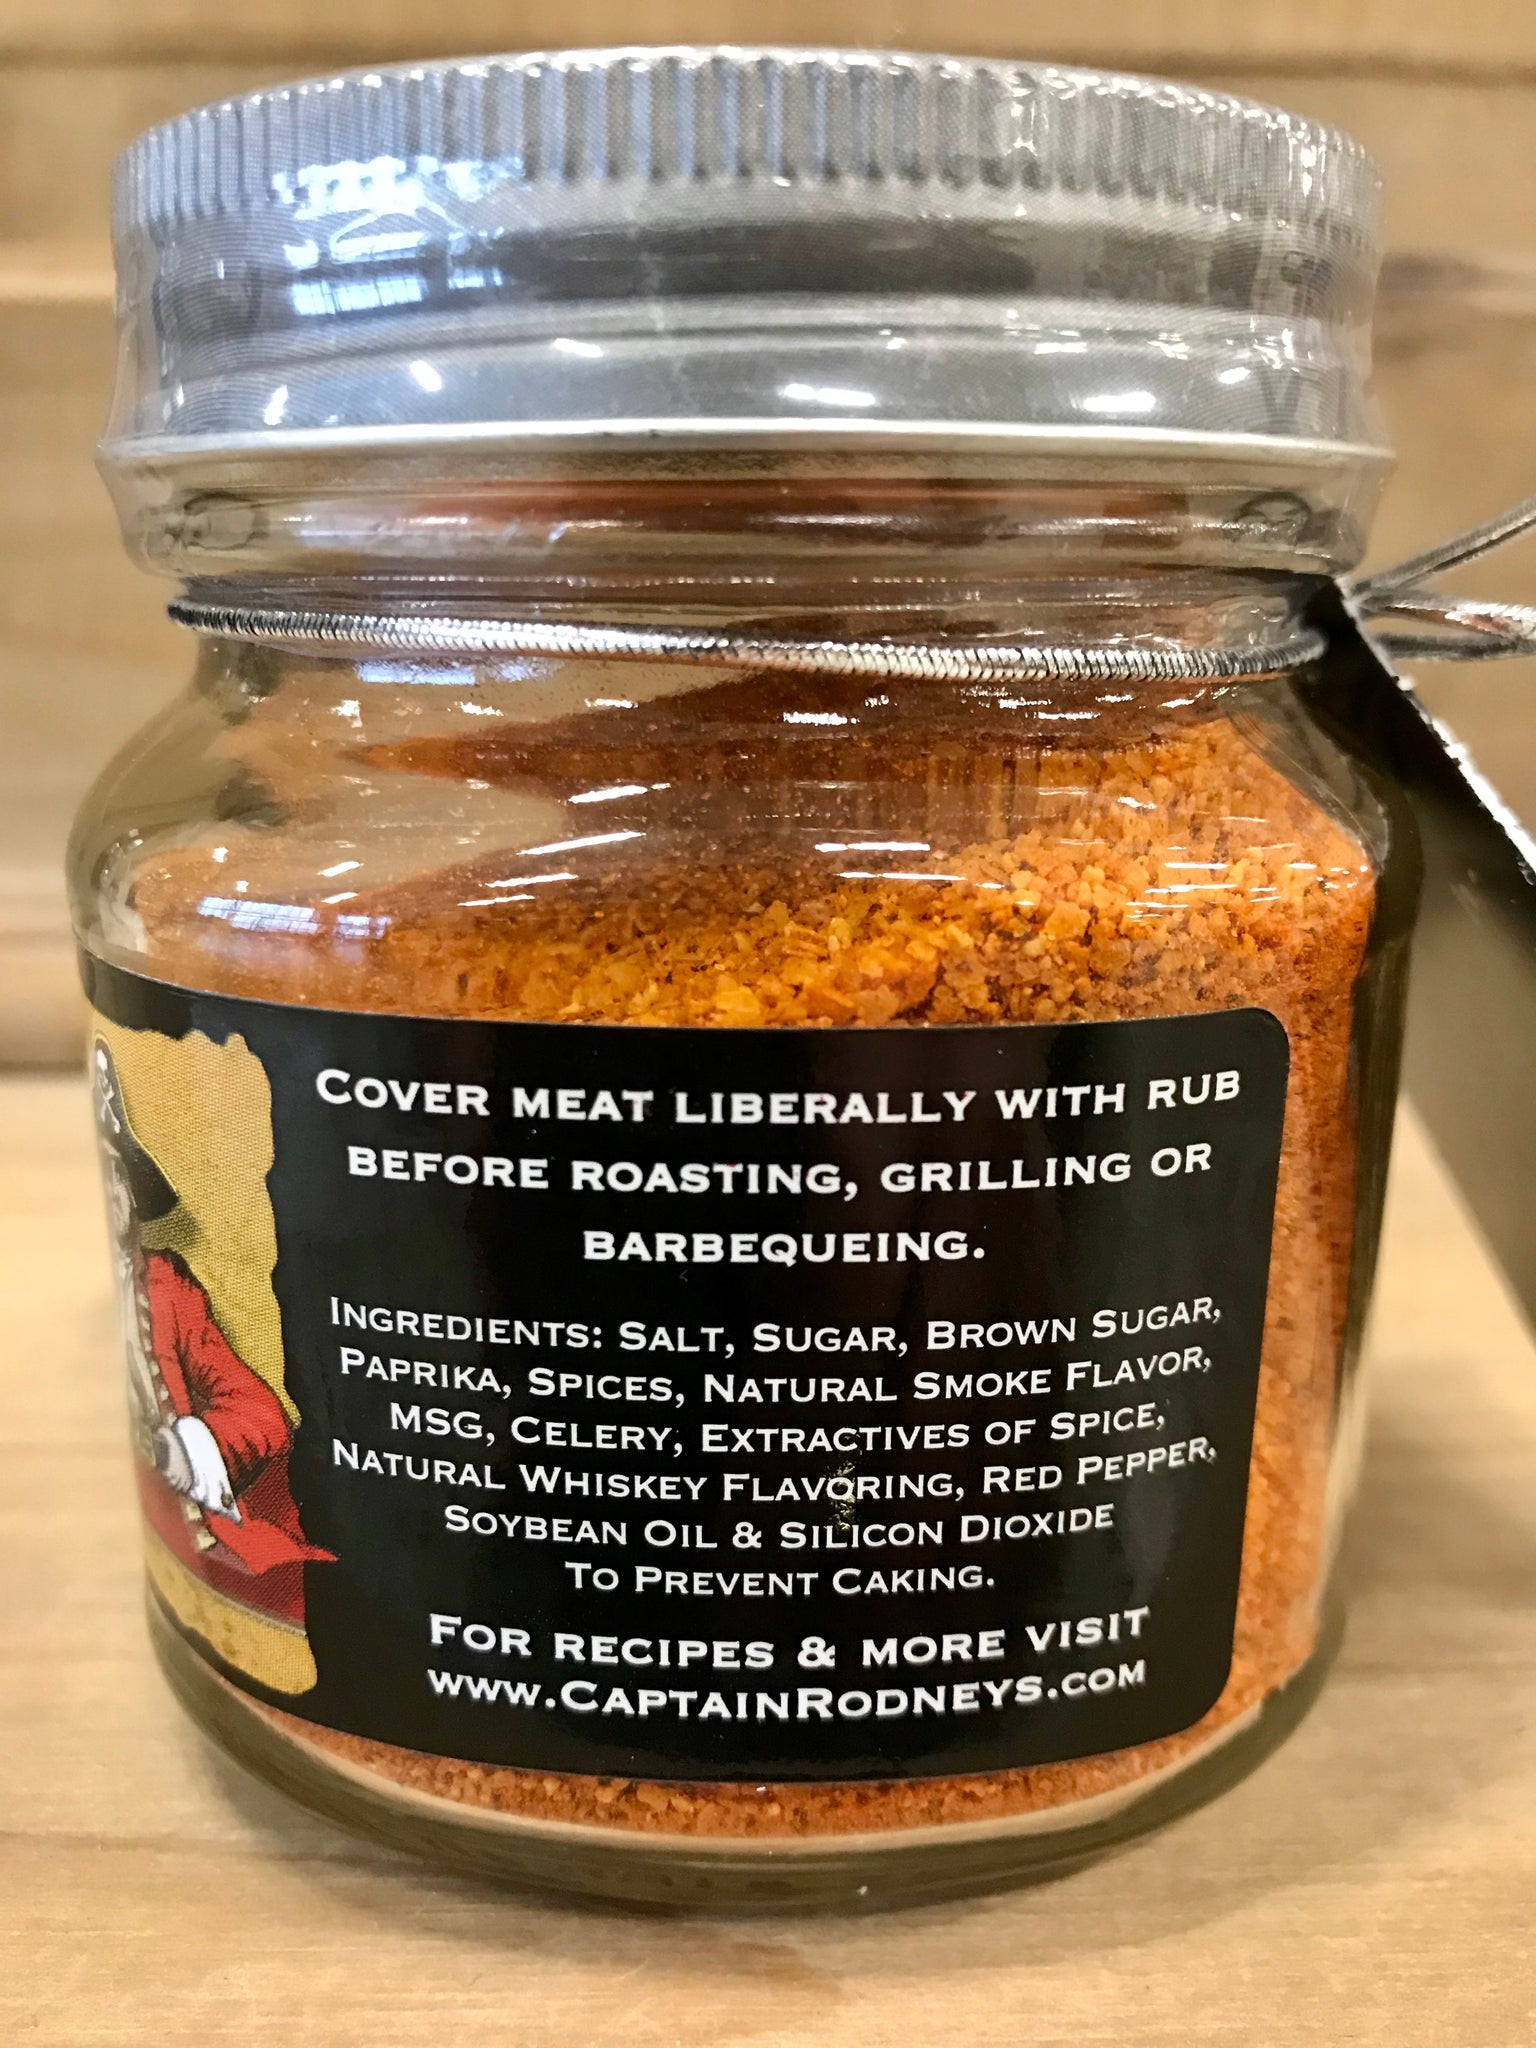 COVER MEAT LIBERALLY WITH RUB
BEFORE ROASTING, GRILLING OR
BARBEQUEING.
INGREDIENTS: SALT, SUGAR, BROWN SUGAR,
PAPRIKA, SPICES, NATURAL SMOKE FLAVOR,
MSG, CELERY, EXTRACTIVES OF SPICE,
NATURAL WHISKEY FLAVORING, RED PEPPER,
SOYBEAN OIL & SILICON DIOXIDE
TO PREVENT CAKING.
FOR RECIPES & MORE VISIT
WWW.CAPTAINRODNEYS.COM